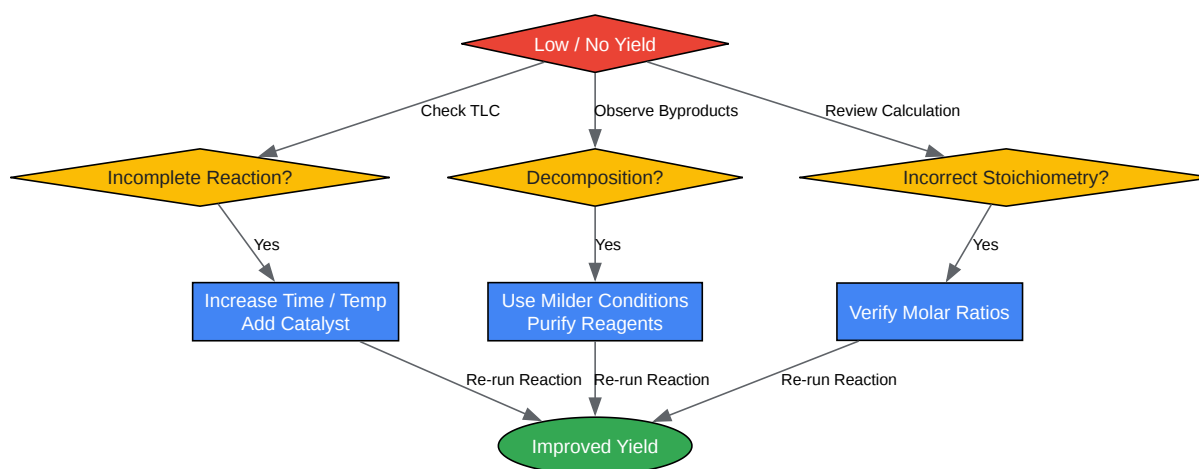 Low / No Yield
Check TLC
Observe Byproducts
Review Calculation
Incomplete Reaction?
Decomposition?
Incorrect Stoichiometry?
Yes
Yes
Yes
Increase Time / Temp
Add Catalyst
Use Milder Conditions
Purify Reagents
Verify Molar Ratios
Re-run Reaction
Re-run Reaction
Re-run Reaction
Improved Yield